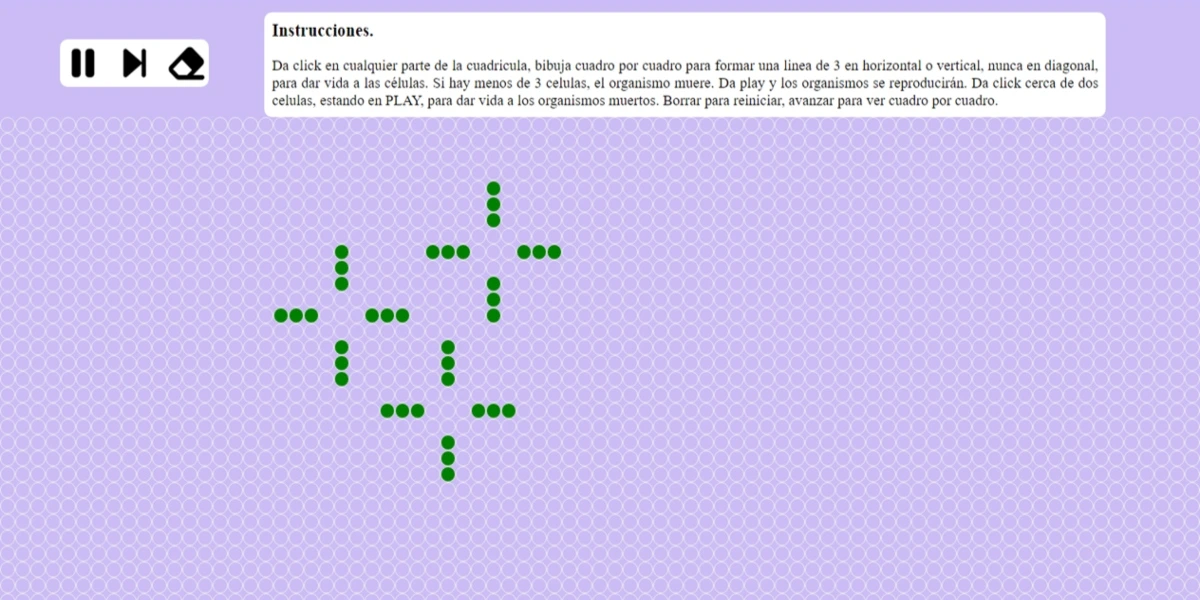 Instrucciones.
Da click en cualquier parte de la cuadricula, bibuja cuadro por cuadro para formar una linea de 3 en horizontal o vertical, nunca en diagonal,
para dar vida a las células. Si hay menos de 3 celulas, el organismo muere. Da play y los organismos se reproducirán. Da click cerca de dos
celulas, estando en PLAY, para dar vida a los organismos muertos. Borrar para reiniciar, avanzar para ver cuadro por cuadro.